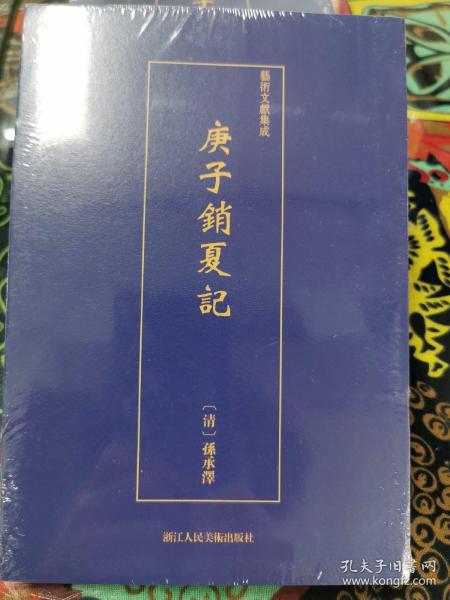 藝術文獻集成
庚子銷夏記
〔清〕孫承澤
浙江人民美術出版社
孔夫子旧书网
www.kongfz.com